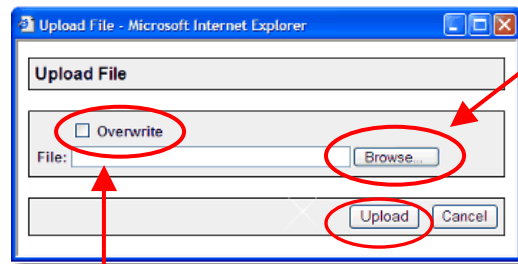 Upload File - Microsoft Internet Explorer
Upload File
Overwrite
File: Browse...
Upload Cancel